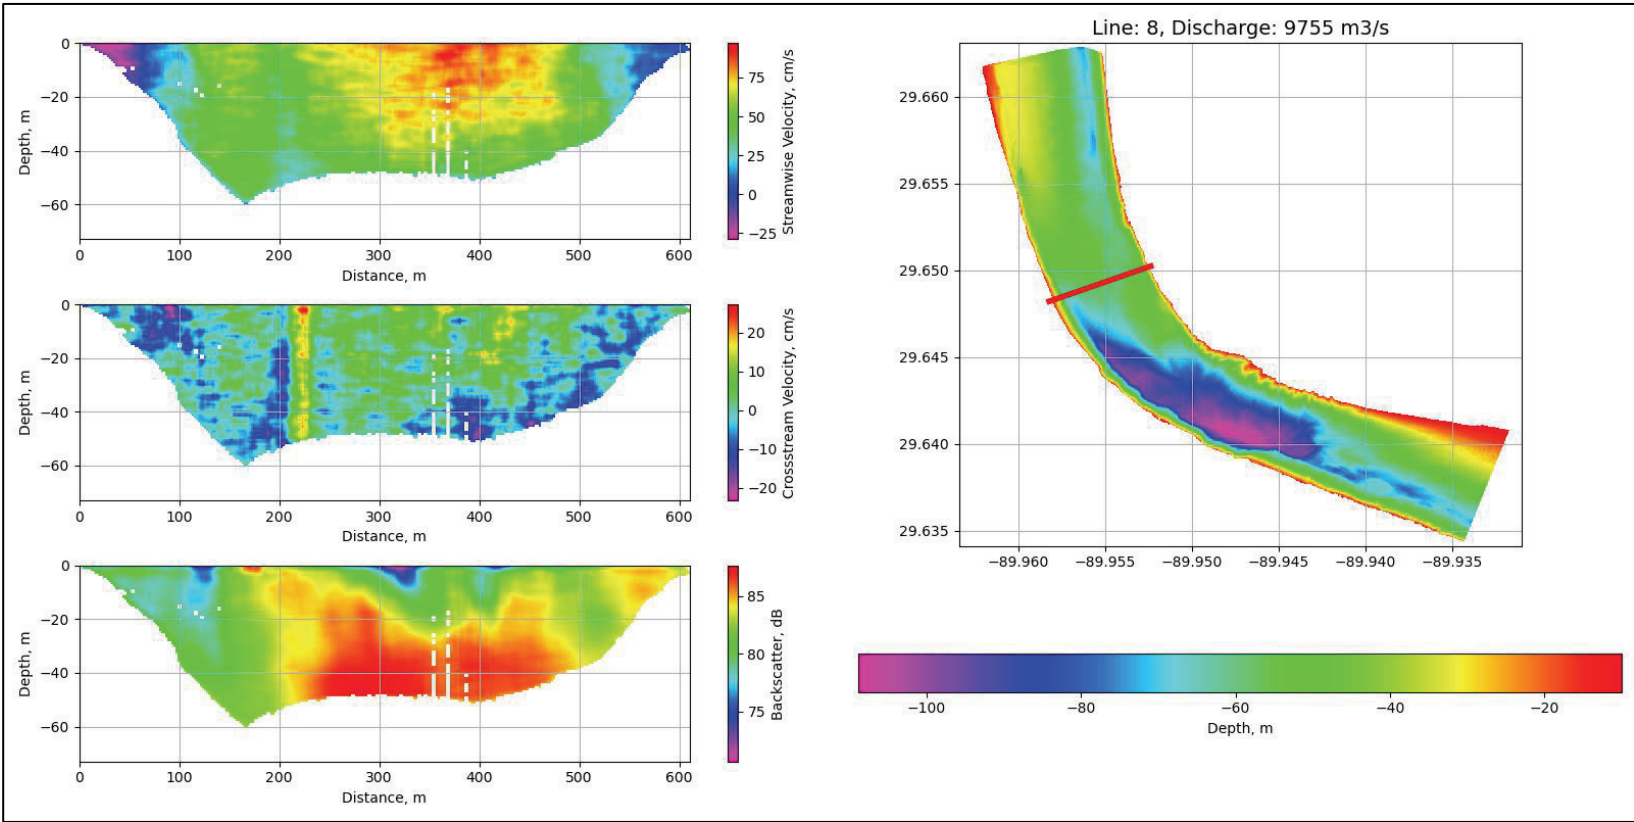 0
−20
−40
−60
Depth, m
0 100 200 300 400 500 600
Distance, m
75
50
25
0
−25
Streamwise Velocity, cm/s
0
−20
−40
−60
Depth, m
0 100 200 300 400 500 600
Distance, m
20
10
0
−10
−20
Crossstream Velocity, cm/s
0
−20
−40
−60
Depth, m
0 100 200 300 400 500 600
Distance, m
85
80
75
Backscatter, dB
Line: 8, Discharge: 9755 m3/s
29.660
29.655
29.650
29.645
29.640
29.635
−89.960 −89.955 −89.950 −89.945 −89.940 −89.935
−100 −80 −60 −40 −20
Depth, m